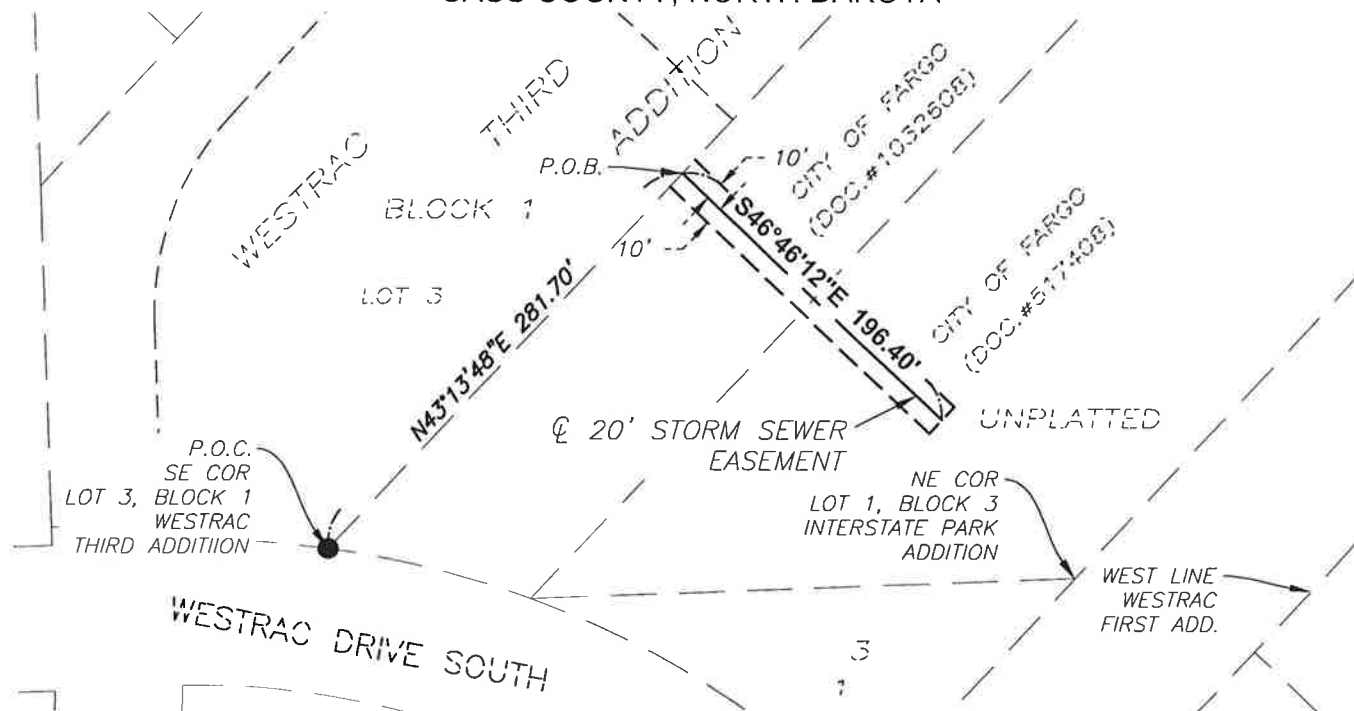 CASS COUNTY, NORTH DAKOTA
WESTRAC
THIRD
ADDITION
BLOCK 1
LOT 3
P.O.B.
10'
10'
CITY OF FARGO
(DOC.#1032608)
S46°46'12"E 196.40'
CITY OF FARGO
(DOC.#517408)
N43°13'48"E 281.70'
℄ 20' STORM SEWER
EASEMENT
UNPLATTED
P.O.C.
SE COR
LOT 3, BLOCK 1
WESTRAC
THIRD ADDITIION
NE COR
LOT 1, BLOCK 3
INTERSTATE PARK
ADDITION
WEST LINE
WESTRAC
FIRST ADD.
WESTRAC DRIVE SOUTH
3
1